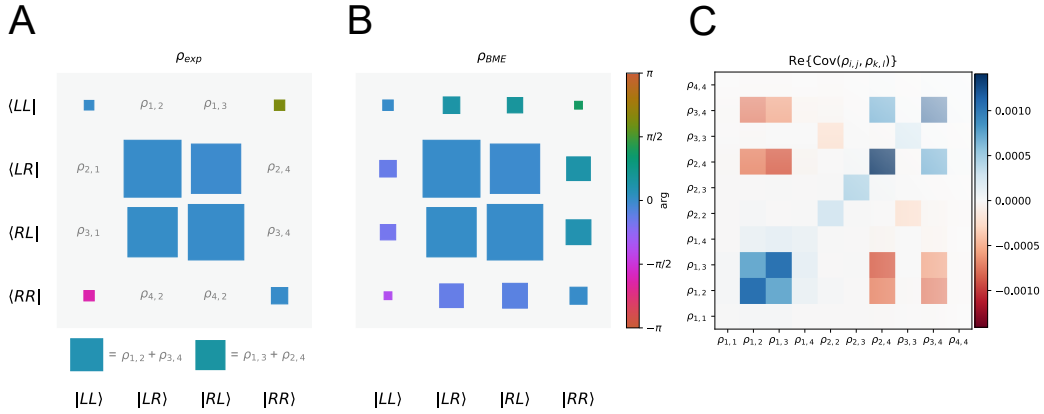 A
B
C
ρexp
ρBME
Re{Cov(ρi,j, ρk,l)}
⟨LL|
ρ1,2
ρ1,3
⟨LR|
ρ2,1
ρ2,4
⟨RL|
ρ3,1
ρ3,4
⟨RR|
ρ4,2
ρ4,2
= ρ1,2 + ρ3,4
= ρ1,3 + ρ2,4
|LL⟩
|LR⟩
|RL⟩
|RR⟩
|LL⟩
|LR⟩
|RL⟩
|RR⟩
π
π/2
0
−π/2
−π
arg
ρ4,4
ρ3,4
ρ3,3
ρ2,4
ρ2,3
ρ2,2
ρ1,4
ρ1,3
ρ1,2
ρ1,1
ρ1,1
ρ1,2
ρ1,3
ρ1,4
ρ2,2
ρ2,3
ρ2,4
ρ3,3
ρ3,4
ρ4,4
0.0010
0.0005
0.0000
−0.0005
−0.0010